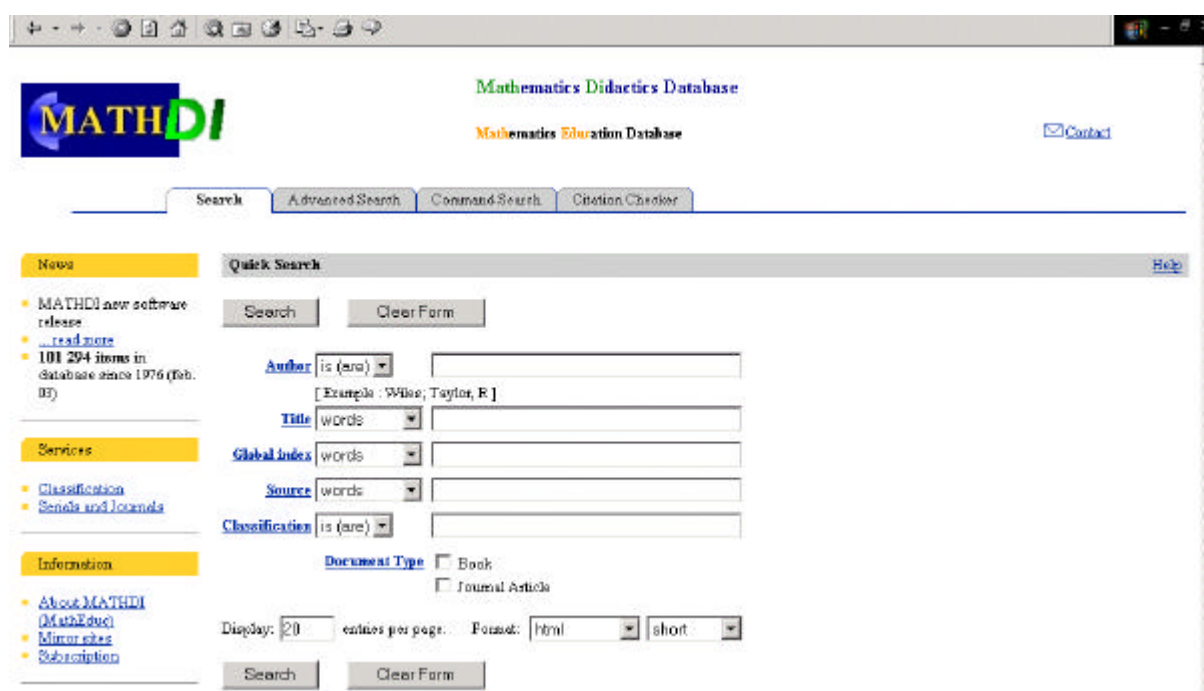 Mathematics Didactics Database
MATHDI
Mathematics Education Database
Contact
Search Advanced Search Command Search Citation Checker
News
MATHDI new software
release
...read more
101 294 items in
database since 1976 (feb.
03)
Services
Classification
Serials and Journals
Information
About MATHDI
(MathEduc)
Mirror sites
Subscription
Quick Search Help
Search Clear Form
Author is (are)
[ Example : Wiles; Taylor, R ]
Title words
Global index words
Source words
Classification is (are)
Document Type Book
Journal Article
Display: 20 entries per page. Format: html short
Search Clear Form